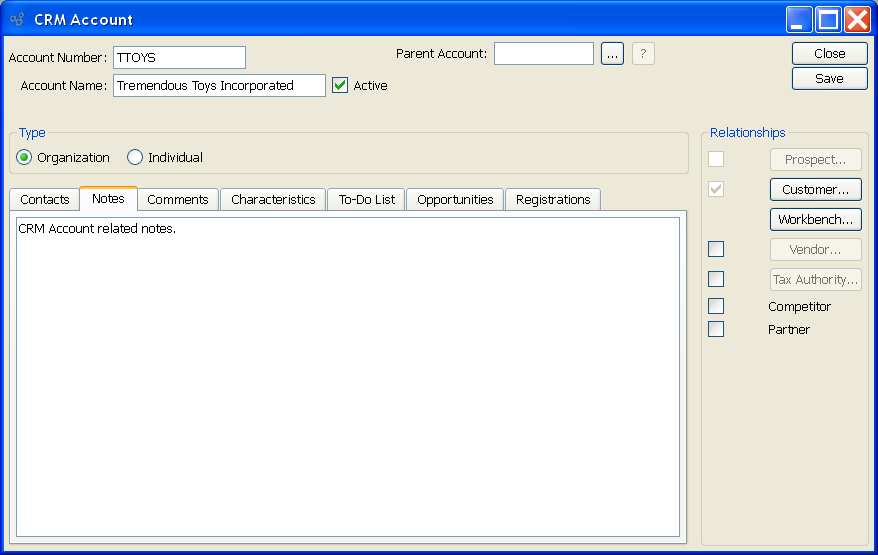 CRM Account
Account Number: TTOYS
Parent Account: ... ?
Close
Account Name: Tremendous Toys Incorporated Active
Save
Type
Organization Individual
Relationships
Prospect...
Customer...
Workbench...
Vendor...
Tax Authority...
Competitor
Partner
Contacts Notes Comments Characteristics To-Do List Opportunities Registrations
CRM Account related notes.